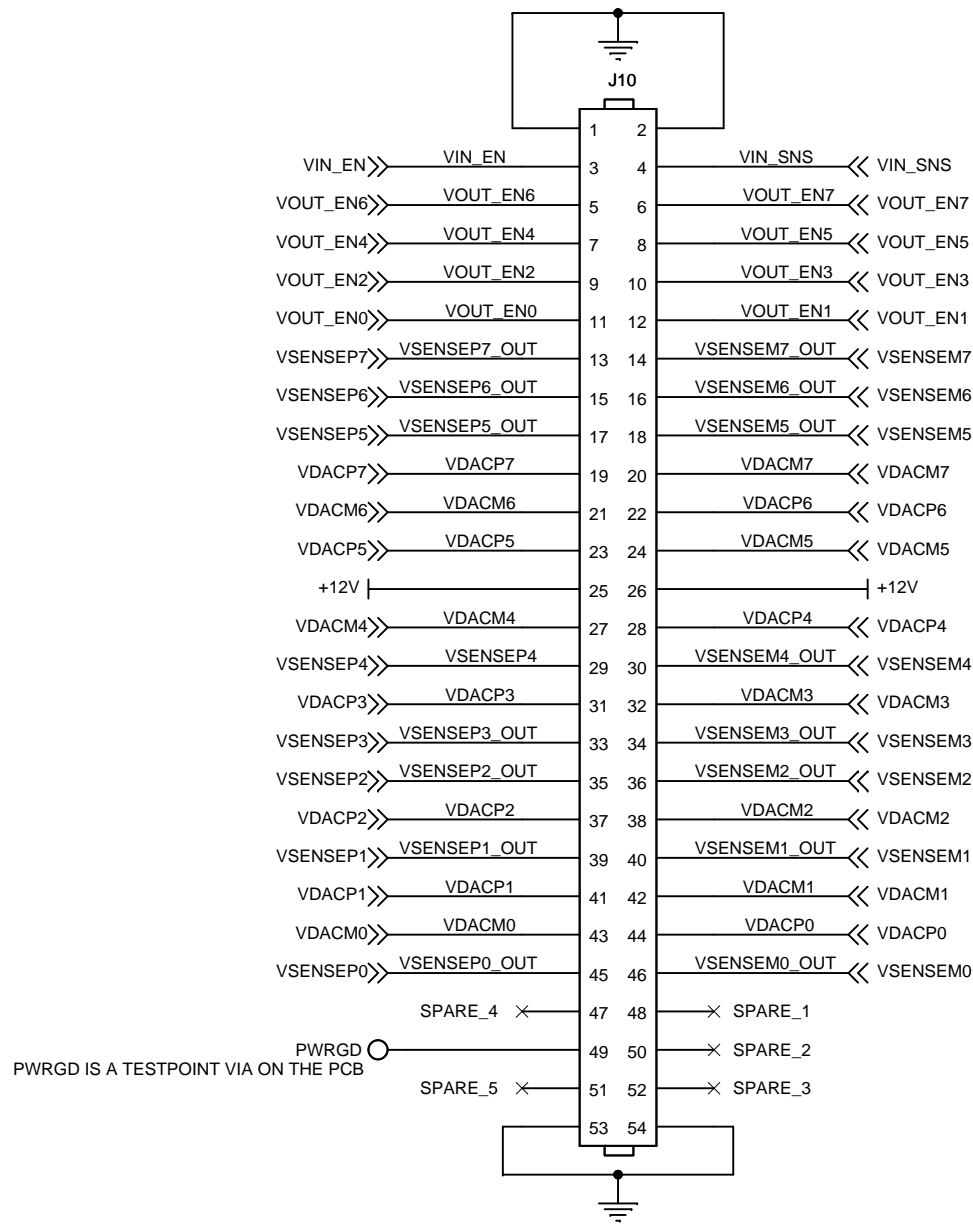 J10
1 2
VIN_EN VIN_EN 3 4 VIN_SNS VIN_SNS
VOUT_EN6 VOUT_EN6 5 6 VOUT_EN7 VOUT_EN7
VOUT_EN4 VOUT_EN4 7 8 VOUT_EN5 VOUT_EN5
VOUT_EN2 VOUT_EN2 9 10 VOUT_EN3 VOUT_EN3
VOUT_EN0 VOUT_EN0 11 12 VOUT_EN1 VOUT_EN1
VSENSEP7 VSENSEP7_OUT 13 14 VSENSEM7_OUT VSENSEM7
VSENSEP6 VSENSEP6_OUT 15 16 VSENSEM6_OUT VSENSEM6
VSENSEP5 VSENSEP5_OUT 17 18 VSENSEM5_OUT VSENSEM5
VDACP7 VDACP7 19 20 VDACM7 VDACM7
VDACM6 VDACM6 21 22 VDACP6 VDACP6
VDACP5 VDACP5 23 24 VDACM5 VDACM5
+12V 25 26 +12V
VDACM4 VDACM4 27 28 VDACP4 VDACP4
VSENSEP4 VSENSEP4 29 30 VSENSEM4_OUT VSENSEM4
VDACP3 VDACP3 31 32 VDACM3 VDACM3
VSENSEP3 VSENSEP3_OUT 33 34 VSENSEM3_OUT VSENSEM3
VSENSEP2 VSENSEP2_OUT 35 36 VSENSEM2_OUT VSENSEM2
VDACP2 VDACP2 37 38 VDACM2 VDACM2
VSENSEP1 VSENSEP1_OUT 39 40 VSENSEM1_OUT VSENSEM1
VDACP1 VDACP1 41 42 VDACM1 VDACM1
VDACM0 VDACM0 43 44 VDACP0 VDACP0
VSENSEP0 VSENSEP0_OUT 45 46 VSENSEM0_OUT VSENSEM0
SPARE_4 47 48 SPARE_1
PWRGD 49 50 SPARE_2
PWRGD IS A TESTPOINT VIA ON THE PCB
SPARE_5 51 52 SPARE_3
53 54